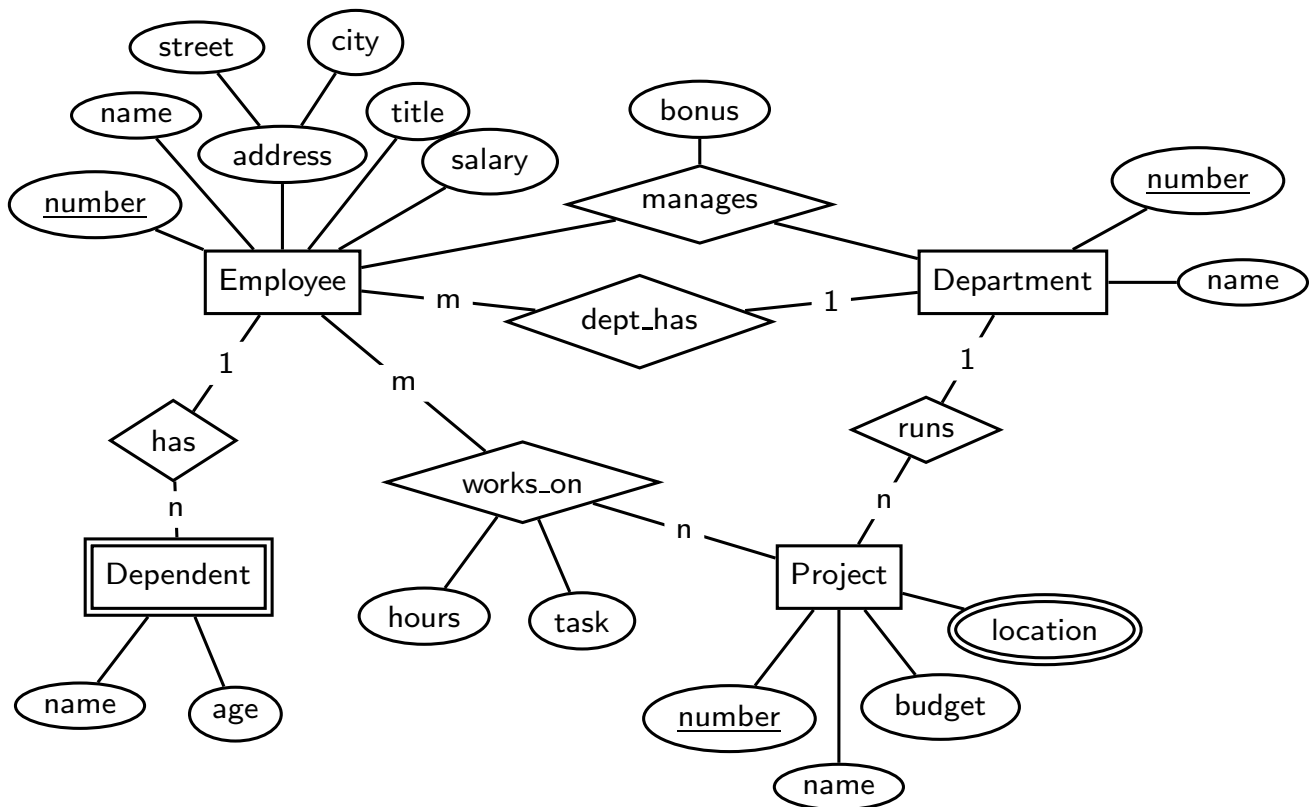 street
city
name
title
bonus
address
salary
number
manages
number
Employee
Department
name
m
1
dept_has
1
m
1
has
runs
works_on
n
n
n
Dependent
Project
hours
task
location
name
age
number
budget
name